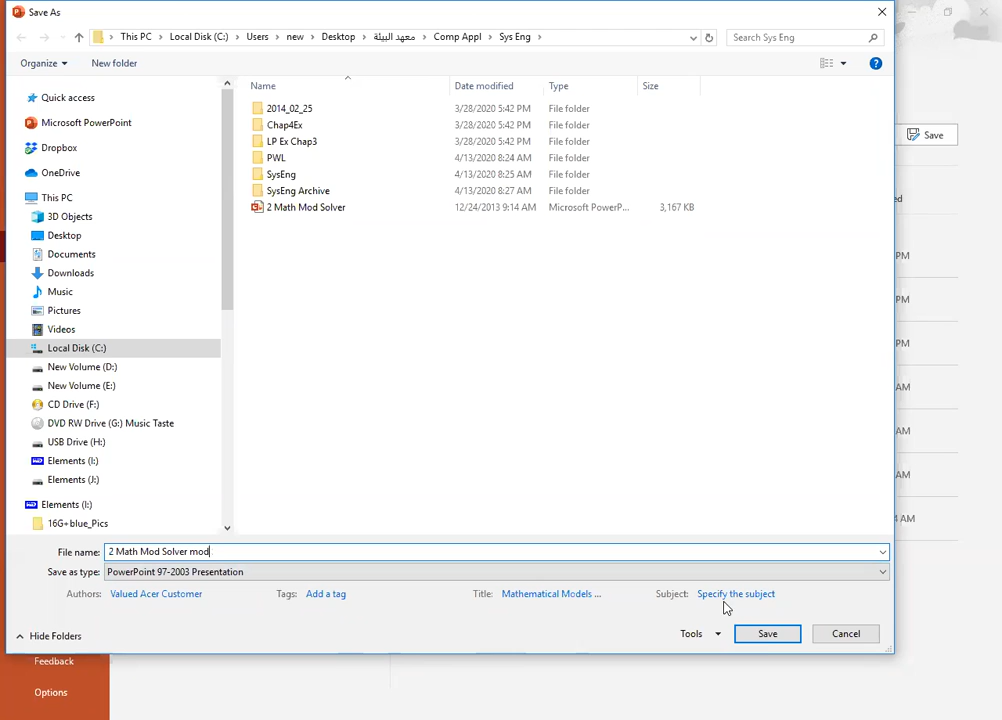 Save As
This PC › Local Disk (C:) › Users › new › Desktop › معهد البيئة › Comp Appl › Sys Eng ›
Search Sys Eng
Organize
New folder
Name
Date modified
Type
Size
Quick access
Microsoft PowerPoint
Dropbox
OneDrive
This PC
3D Objects
Desktop
Documents
Downloads
Music
Pictures
Videos
Local Disk (C:)
New Volume (D:)
New Volume (E:)
CD Drive (F:)
DVD RW Drive (G:) Music Taste
USB Drive (H:)
Elements (I:)
Elements (J:)
Elements (I:)
16G+blue_Pics
2014_02_25 3/28/2020 5:42 PM File folder
Chap4Ex 3/28/2020 5:42 PM File folder
LP Ex Chap3 3/28/2020 5:42 PM File folder
PWL 4/13/2020 8:24 AM File folder
SysEng 4/13/2020 8:25 AM File folder
SysEng Archive 4/13/2020 8:27 AM File folder
2 Math Mod Solver 12/24/2013 9:14 AM Microsoft PowerP... 3,167 KB
File name: 2 Math Mod Solver mod
Save as type: PowerPoint 97-2003 Presentation
Authors: Valued Acer Customer
Tags: Add a tag
Title: Mathematical Models ...
Subject: Specify the subject
Hide Folders
Tools
Save
Cancel
Save
ed
PM
PM
PM
AM
AM
AM
4 AM
Feedback
Options